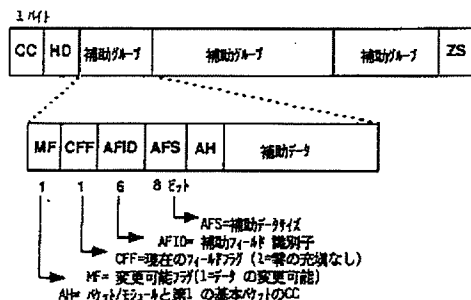 1バイト
CC HD 補助グループ 補助グループ 補助グループ ZS
MF CFF AFID AFS AH 補助データ
1 1 6 8 ビット
AFS=補助データサイズ
AFID= 補助フィールド 識別子
CFF=現在のフィールドフラグ (1=零の充填なし)
MF= 変更可能フラグ(1=データ の変更可能)
AH= パケット/モジュールと 1 の基本パケットのCC